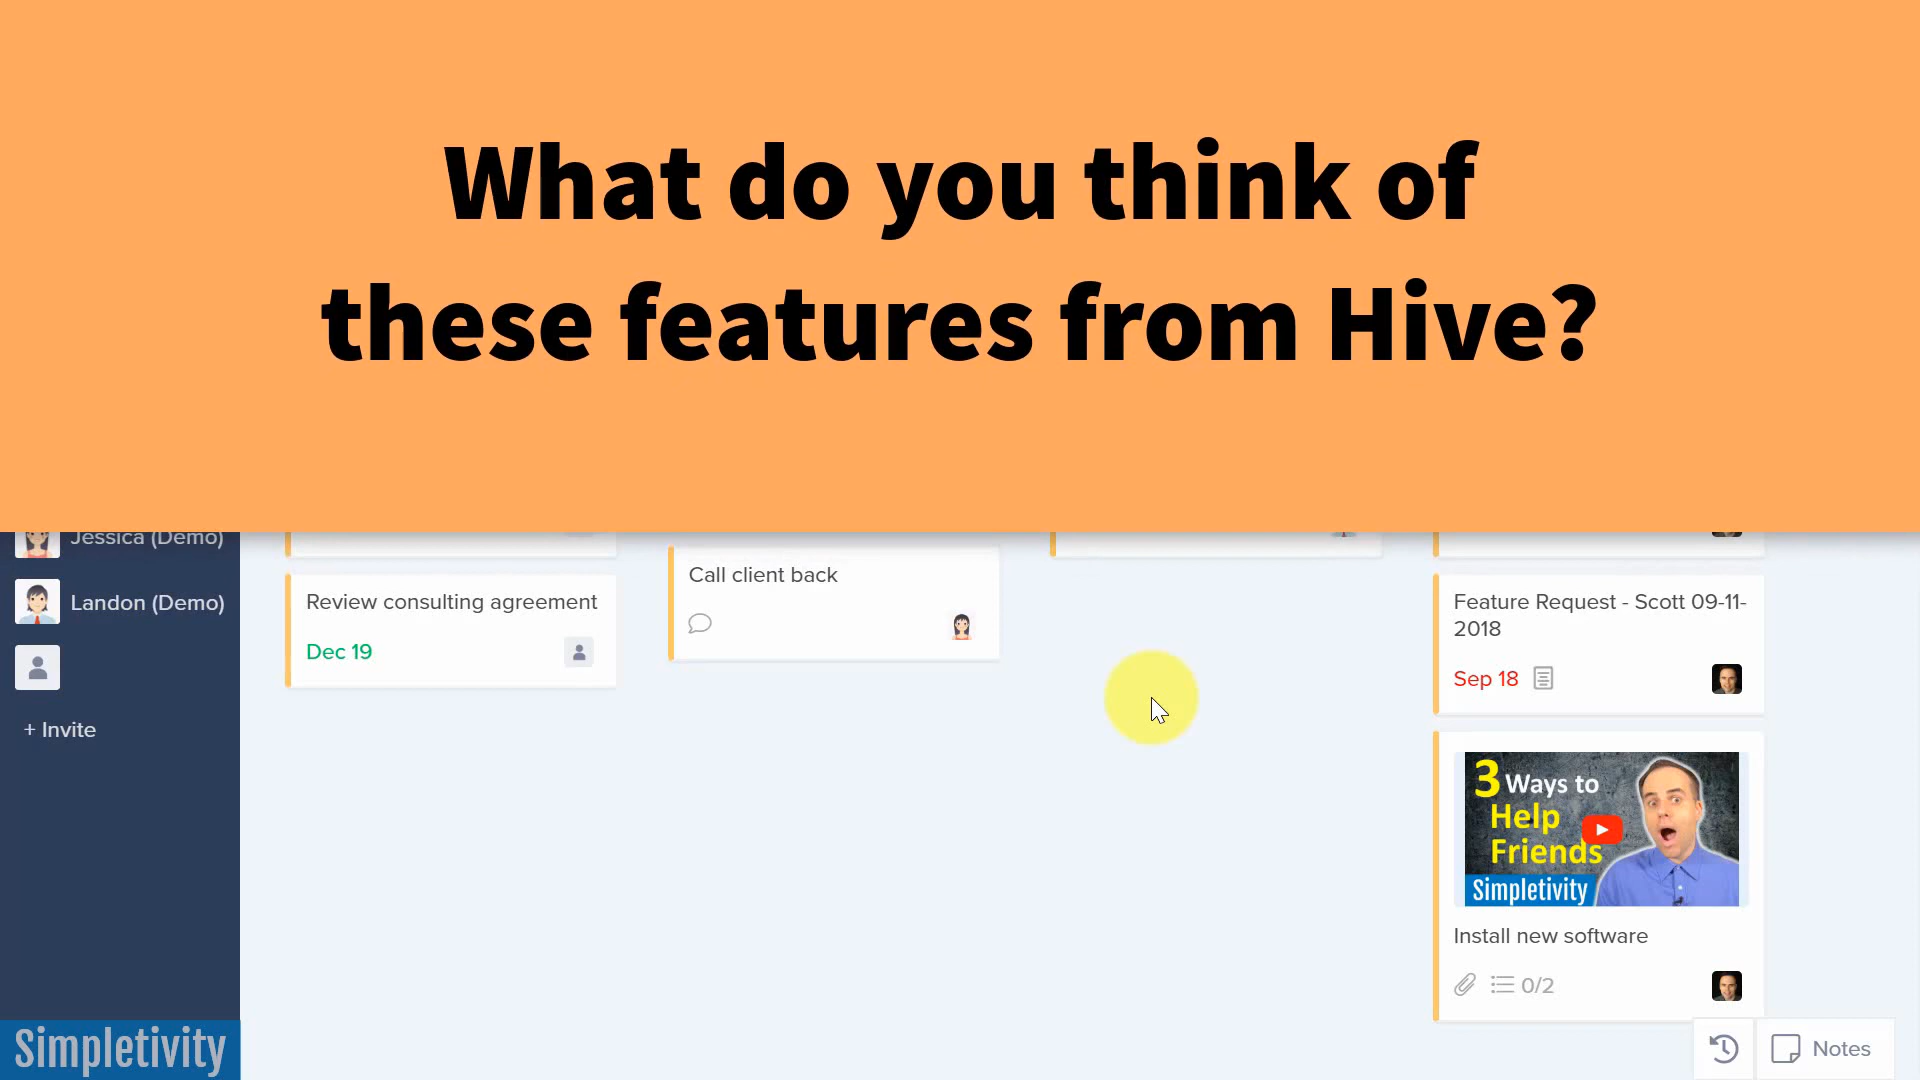 What do you think of
these features from Hive?
Jessica (Demo)
Landon (Demo)
+ Invite
Review consulting agreement
Dec 19
Call client back
Feature Request - Scott 09-11-
2018
Sep 18
3 Ways to
Help
Friends
Simpletivity
Install new software
0/2
Simpletivity
Notes